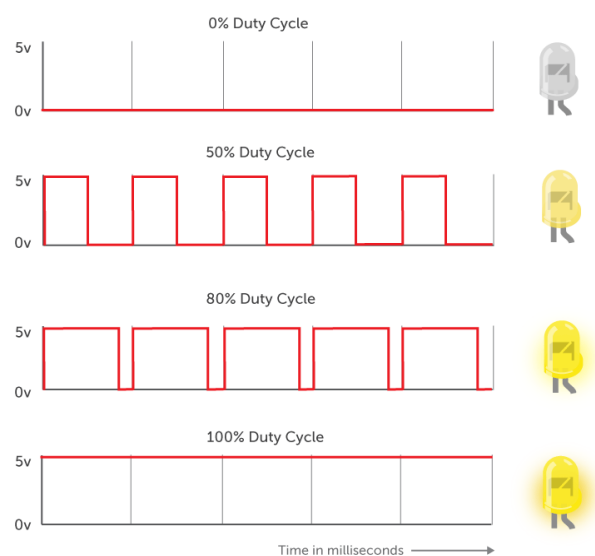 0% Duty Cycle
5v
0v
50% Duty Cycle
5v
0v
80% Duty Cycle
5v
0v
100% Duty Cycle
5v
0v
Time in milliseconds